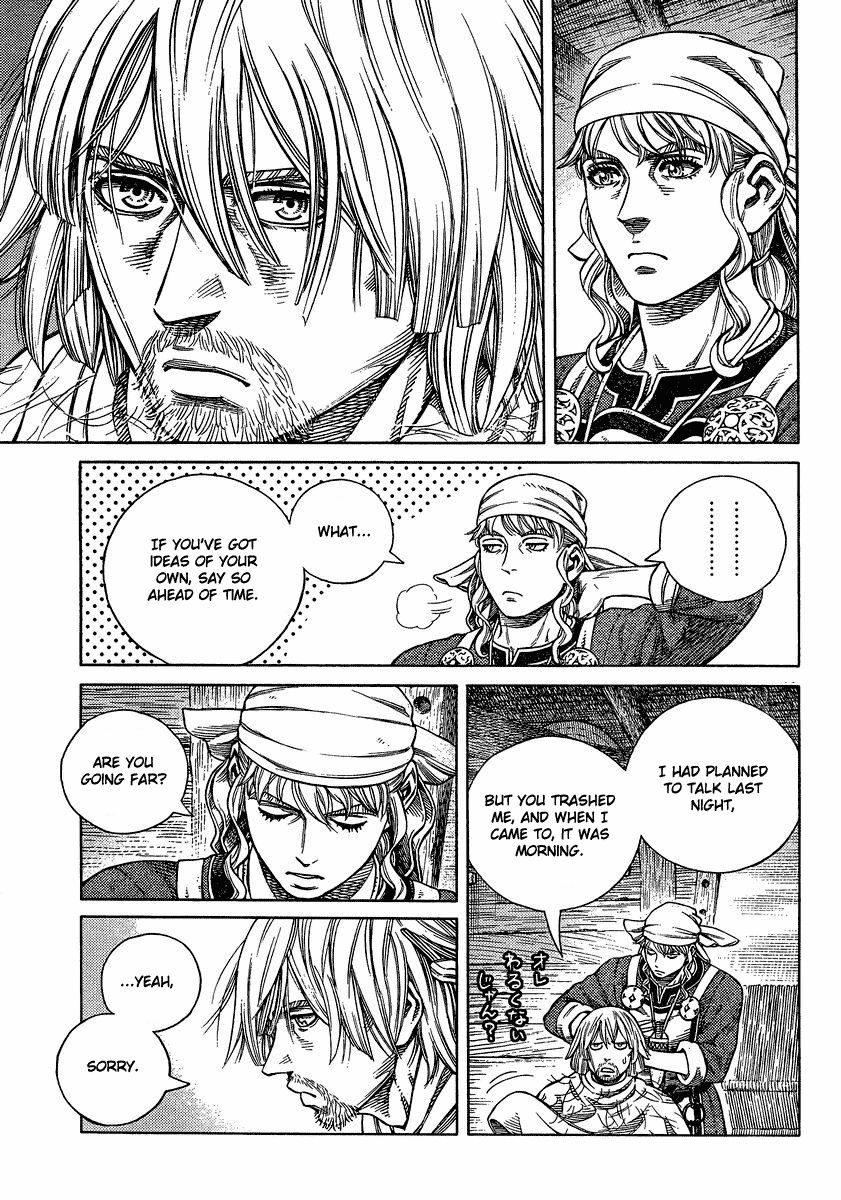 ⋮⋮
WHAT...
IF YOU'VE GOT
IDEAS OF YOUR
OWN, SAY SO
AHEAD OF TIME.
I HAD PLANNED
TO TALK LAST
NIGHT,
BUT YOU TRASHED
ME, AND WHEN I
CAME TO, IT WAS
MORNING.
オレ
わるくない
じゃん?
ARE YOU
GOING FAR?
...YEAH,
SORRY.